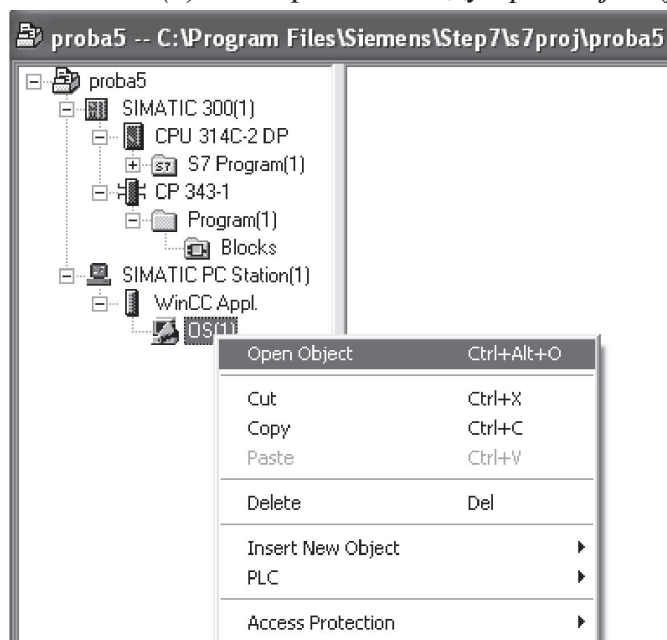 proba5 -- C:\Program Files\Siemens\Step7\s7proj\proba5
proba5
SIMATIC 300(1)
CPU 314C-2 DP
S7 Program(1)
CP 343-1
Program(1)
Blocks
SIMATIC PC Station(1)
WinCC Appl.
OS(1)
Open Object Ctrl+Alt+O
Cut Ctrl+X
Copy Ctrl+C
Paste Ctrl+V
Delete Del
Insert New Object
PLC
Access Protection